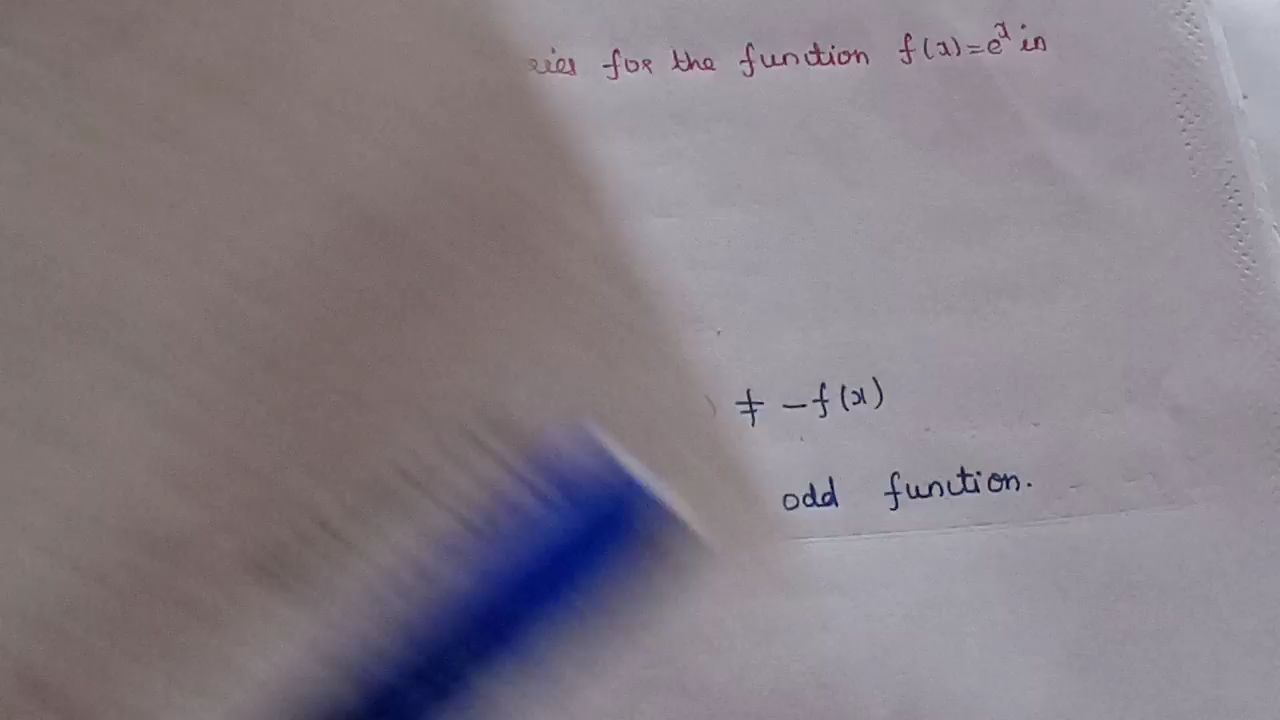 for the function f(x)=e^x in
≠ -f(x)
odd function.